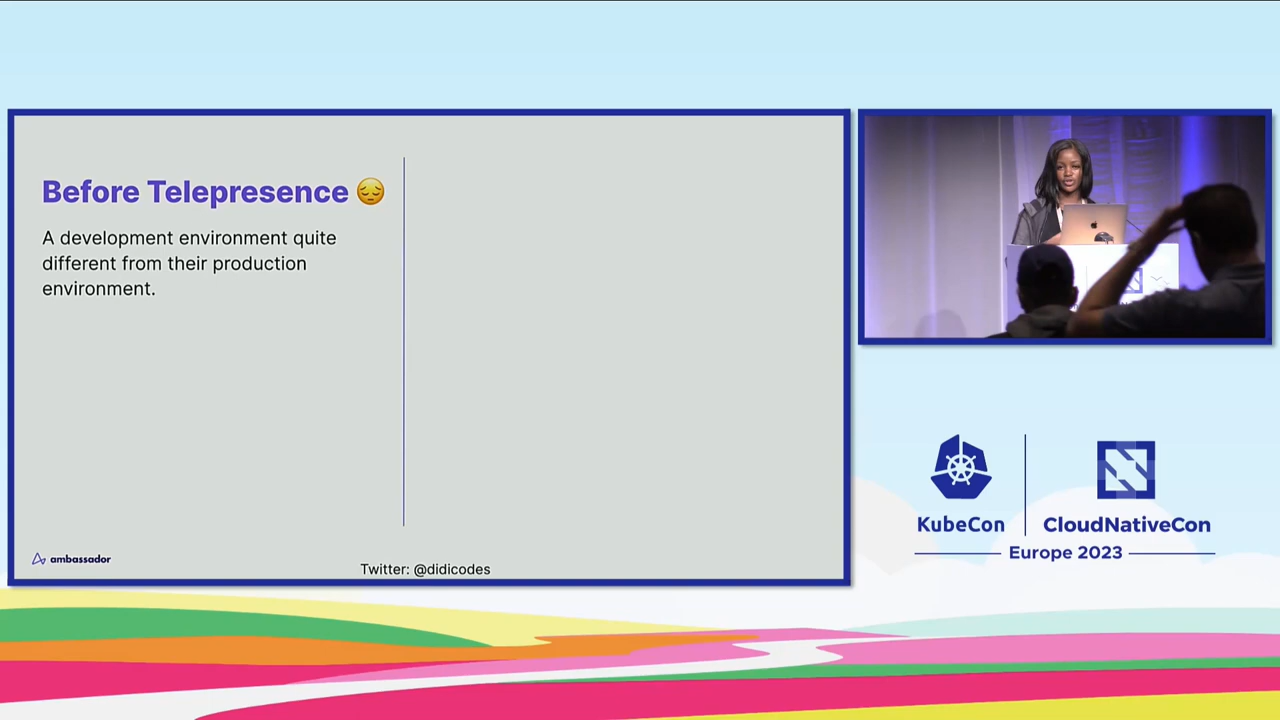 Before Telepresence 😔
A development environment quite
different from their production
environment.
ambassador
Twitter: @didicodes
KubeCon
CloudNativeCon
Europe 2023